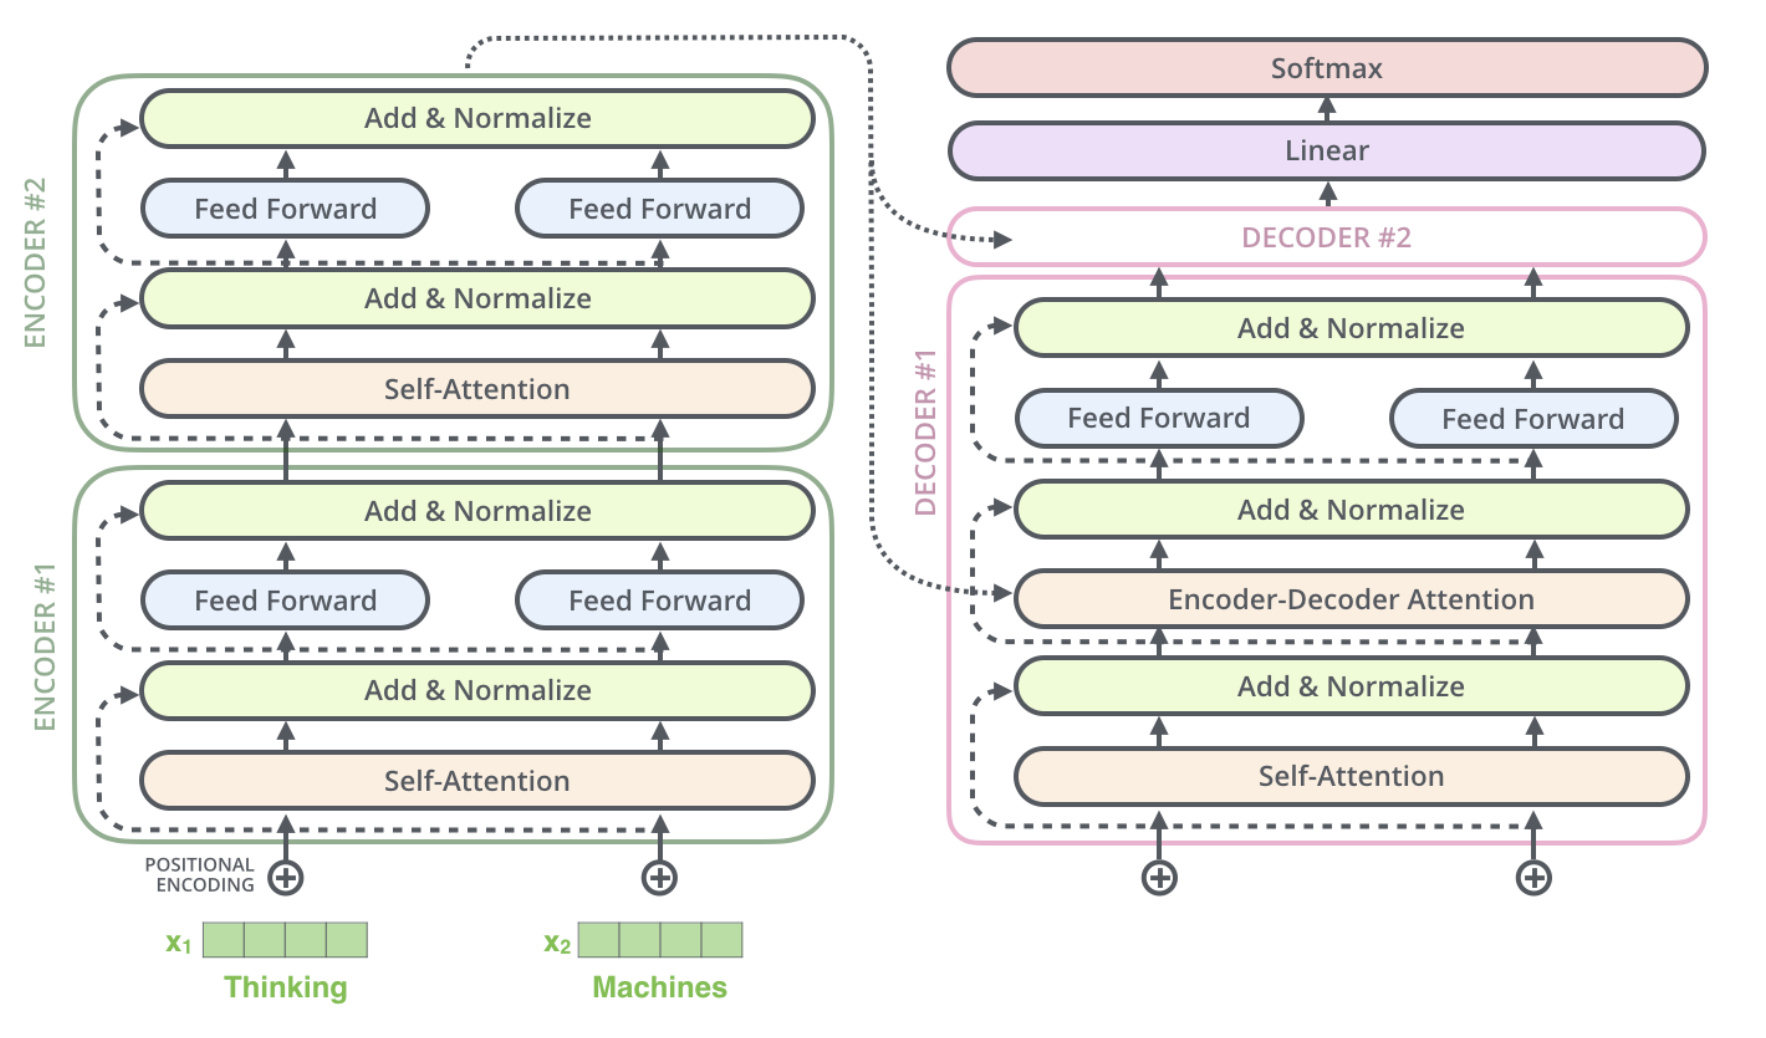 ENCODER #2
Add & Normalize
Feed Forward
Feed Forward
Add & Normalize
Self-Attention
ENCODER #1
Add & Normalize
Feed Forward
Feed Forward
Add & Normalize
Self-Attention
POSITIONAL
ENCODING
x₁
Thinking
x₂
Machines
Softmax
Linear
DECODER #2
DECODER #1
Add & Normalize
Feed Forward
Feed Forward
Add & Normalize
Encoder-Decoder Attention
Add & Normalize
Self-Attention